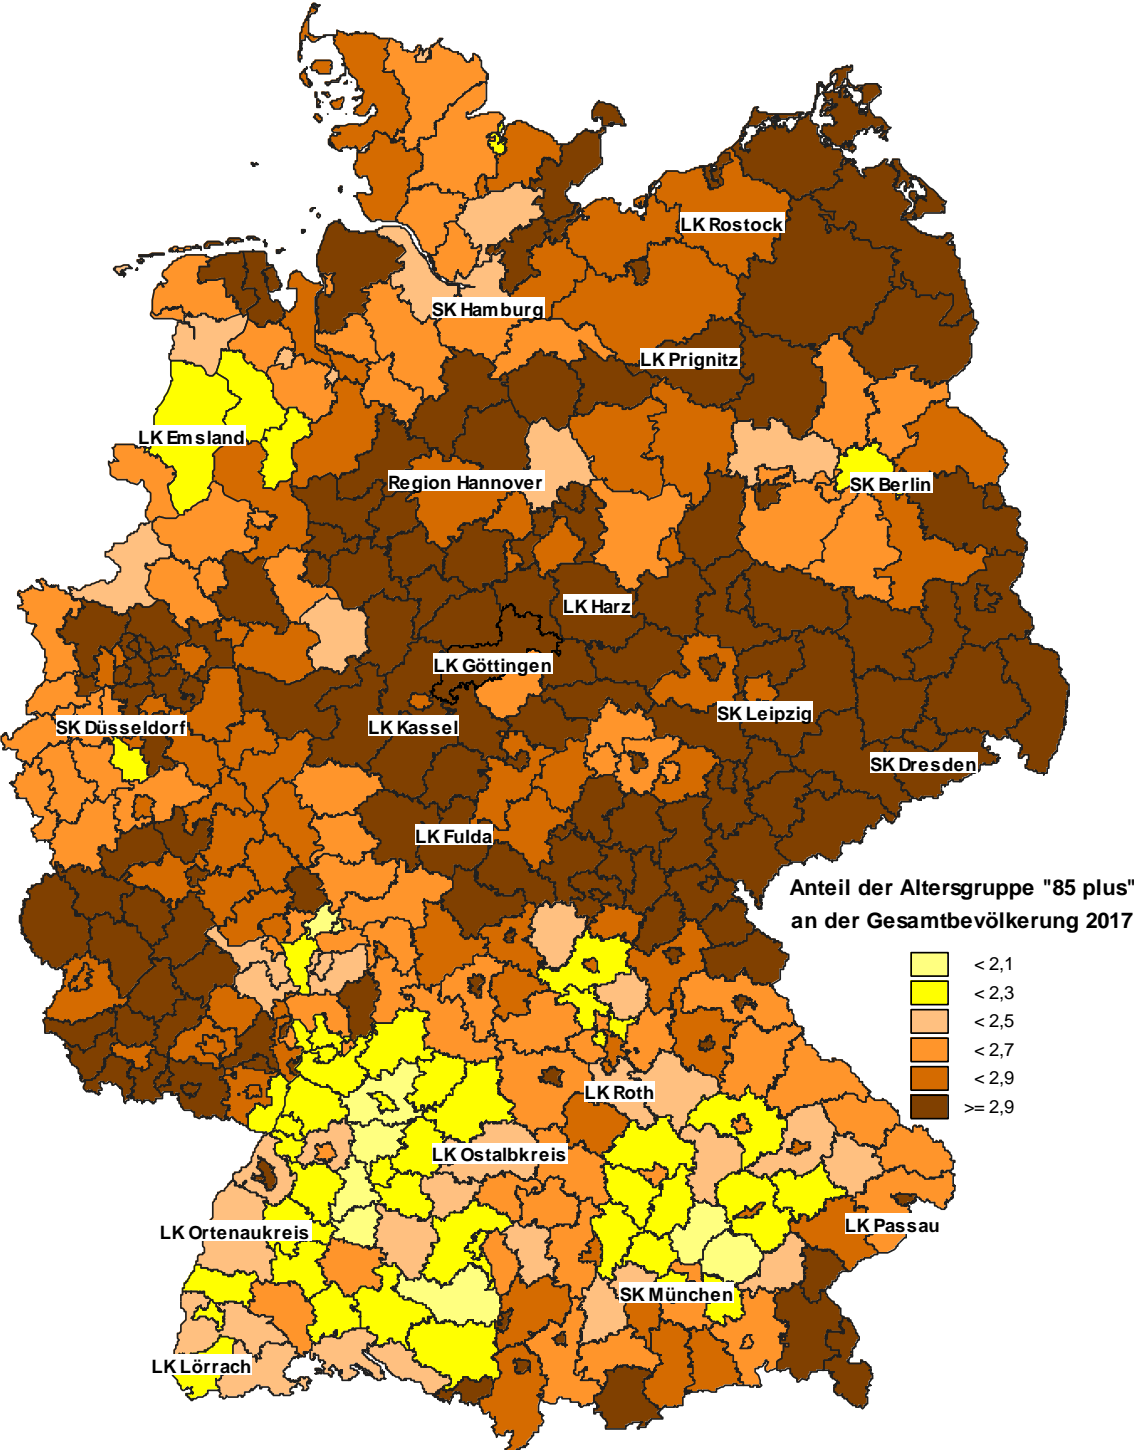 LK Rostock
SK Hamburg
LK Prignitz
LK Emsland
Region Hannover
SK Berlin
LK Harz
LK Göttingen
SK Düsseldorf
LK Kassel
SK Leipzig
SK Dresden
LK Fulda
Anteil der Altersgruppe "85 plus"
an der Gesamtbevölkerung 2017
< 2,1
< 2,3
< 2,5
< 2,7
< 2,9
>= 2,9
LK Roth
LK Ostalbkreis
LK Ortenaukreis
LK Passau
SK München
LK Lörrach